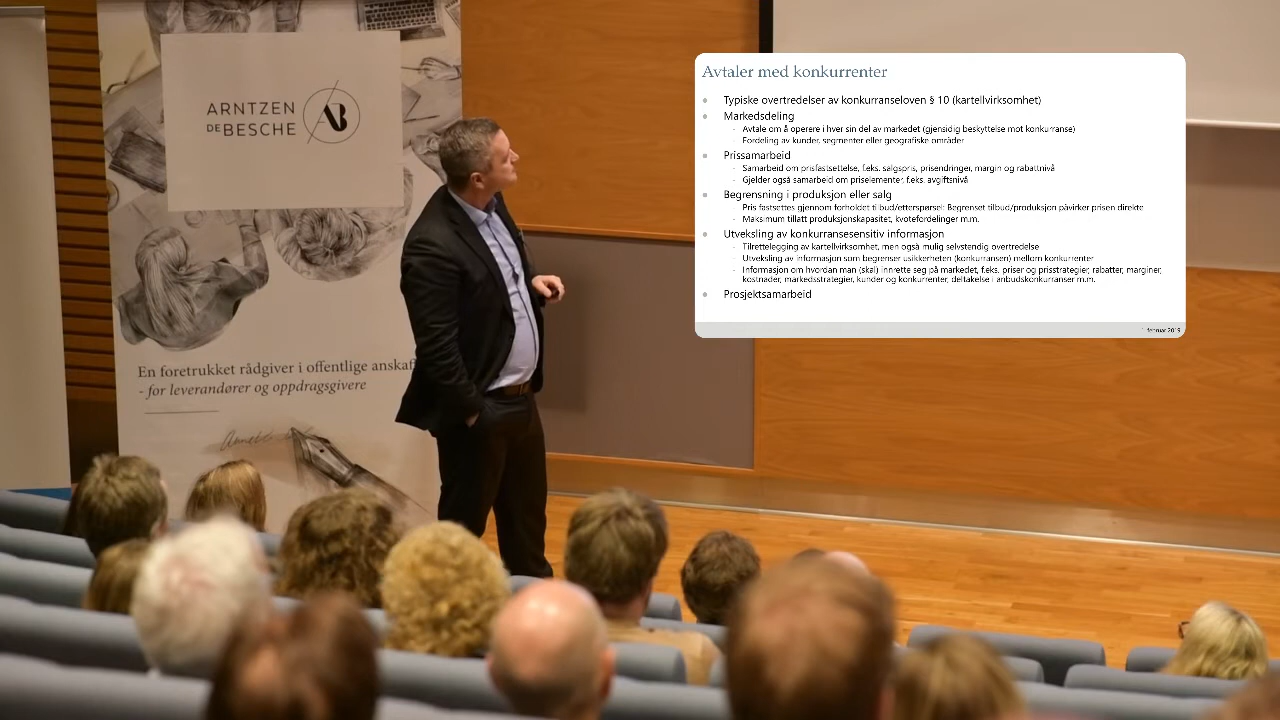 ARNTZEN
DE BESCHE
En foretrukket rådgiver i offentlige anskaf
- for leverandører og oppdragsgivere
Avtaler med konkurrenter
Typiske overtredelser av konkurranseloven § 10 (kartellvirksomhet)
Markedsdeling
- Avtale om å operere i hver sin del av markedet (gjensidig beskyttelse mot konkurranse)
- Fordeling av kunder, segmenter eller geografiske områder
Prissamarbeid
- Samarbeid om prisfastsettelse, f.eks. salgspris, prisendringer, margin og rabattnivå
- Gjelder også samarbeid om priselementer, f.eks. avgiftsnivå
Begrensning i produksjon eller salg
- Pris fastsettes gjennom forholdet tilbud/etterspørsel: Begrenset tilbud/produksjon påvirker prisen direkte
- Maksimum tillatt produksjonskapasitet, kvotefordelinger m.m.
Utveksling av konkurransesensitiv informasjon
- Tilrettelegging av kartellvirksomhet, men også mulig selvstendig overtredelse
- Utveksling av informasjon som begrenser usikkerheten (konkurransen) mellom konkurrenter
- Informasjon om hvordan man (skal) innrette seg på markedet, f.eks. priser og prisstrategier, rabatter, marginer,
kostnader, markedsstrategier, kunder og konkurrenter, deltakelse i anbudskonkurranser m.m.
Prosjektsamarbeid
1. februar 2019